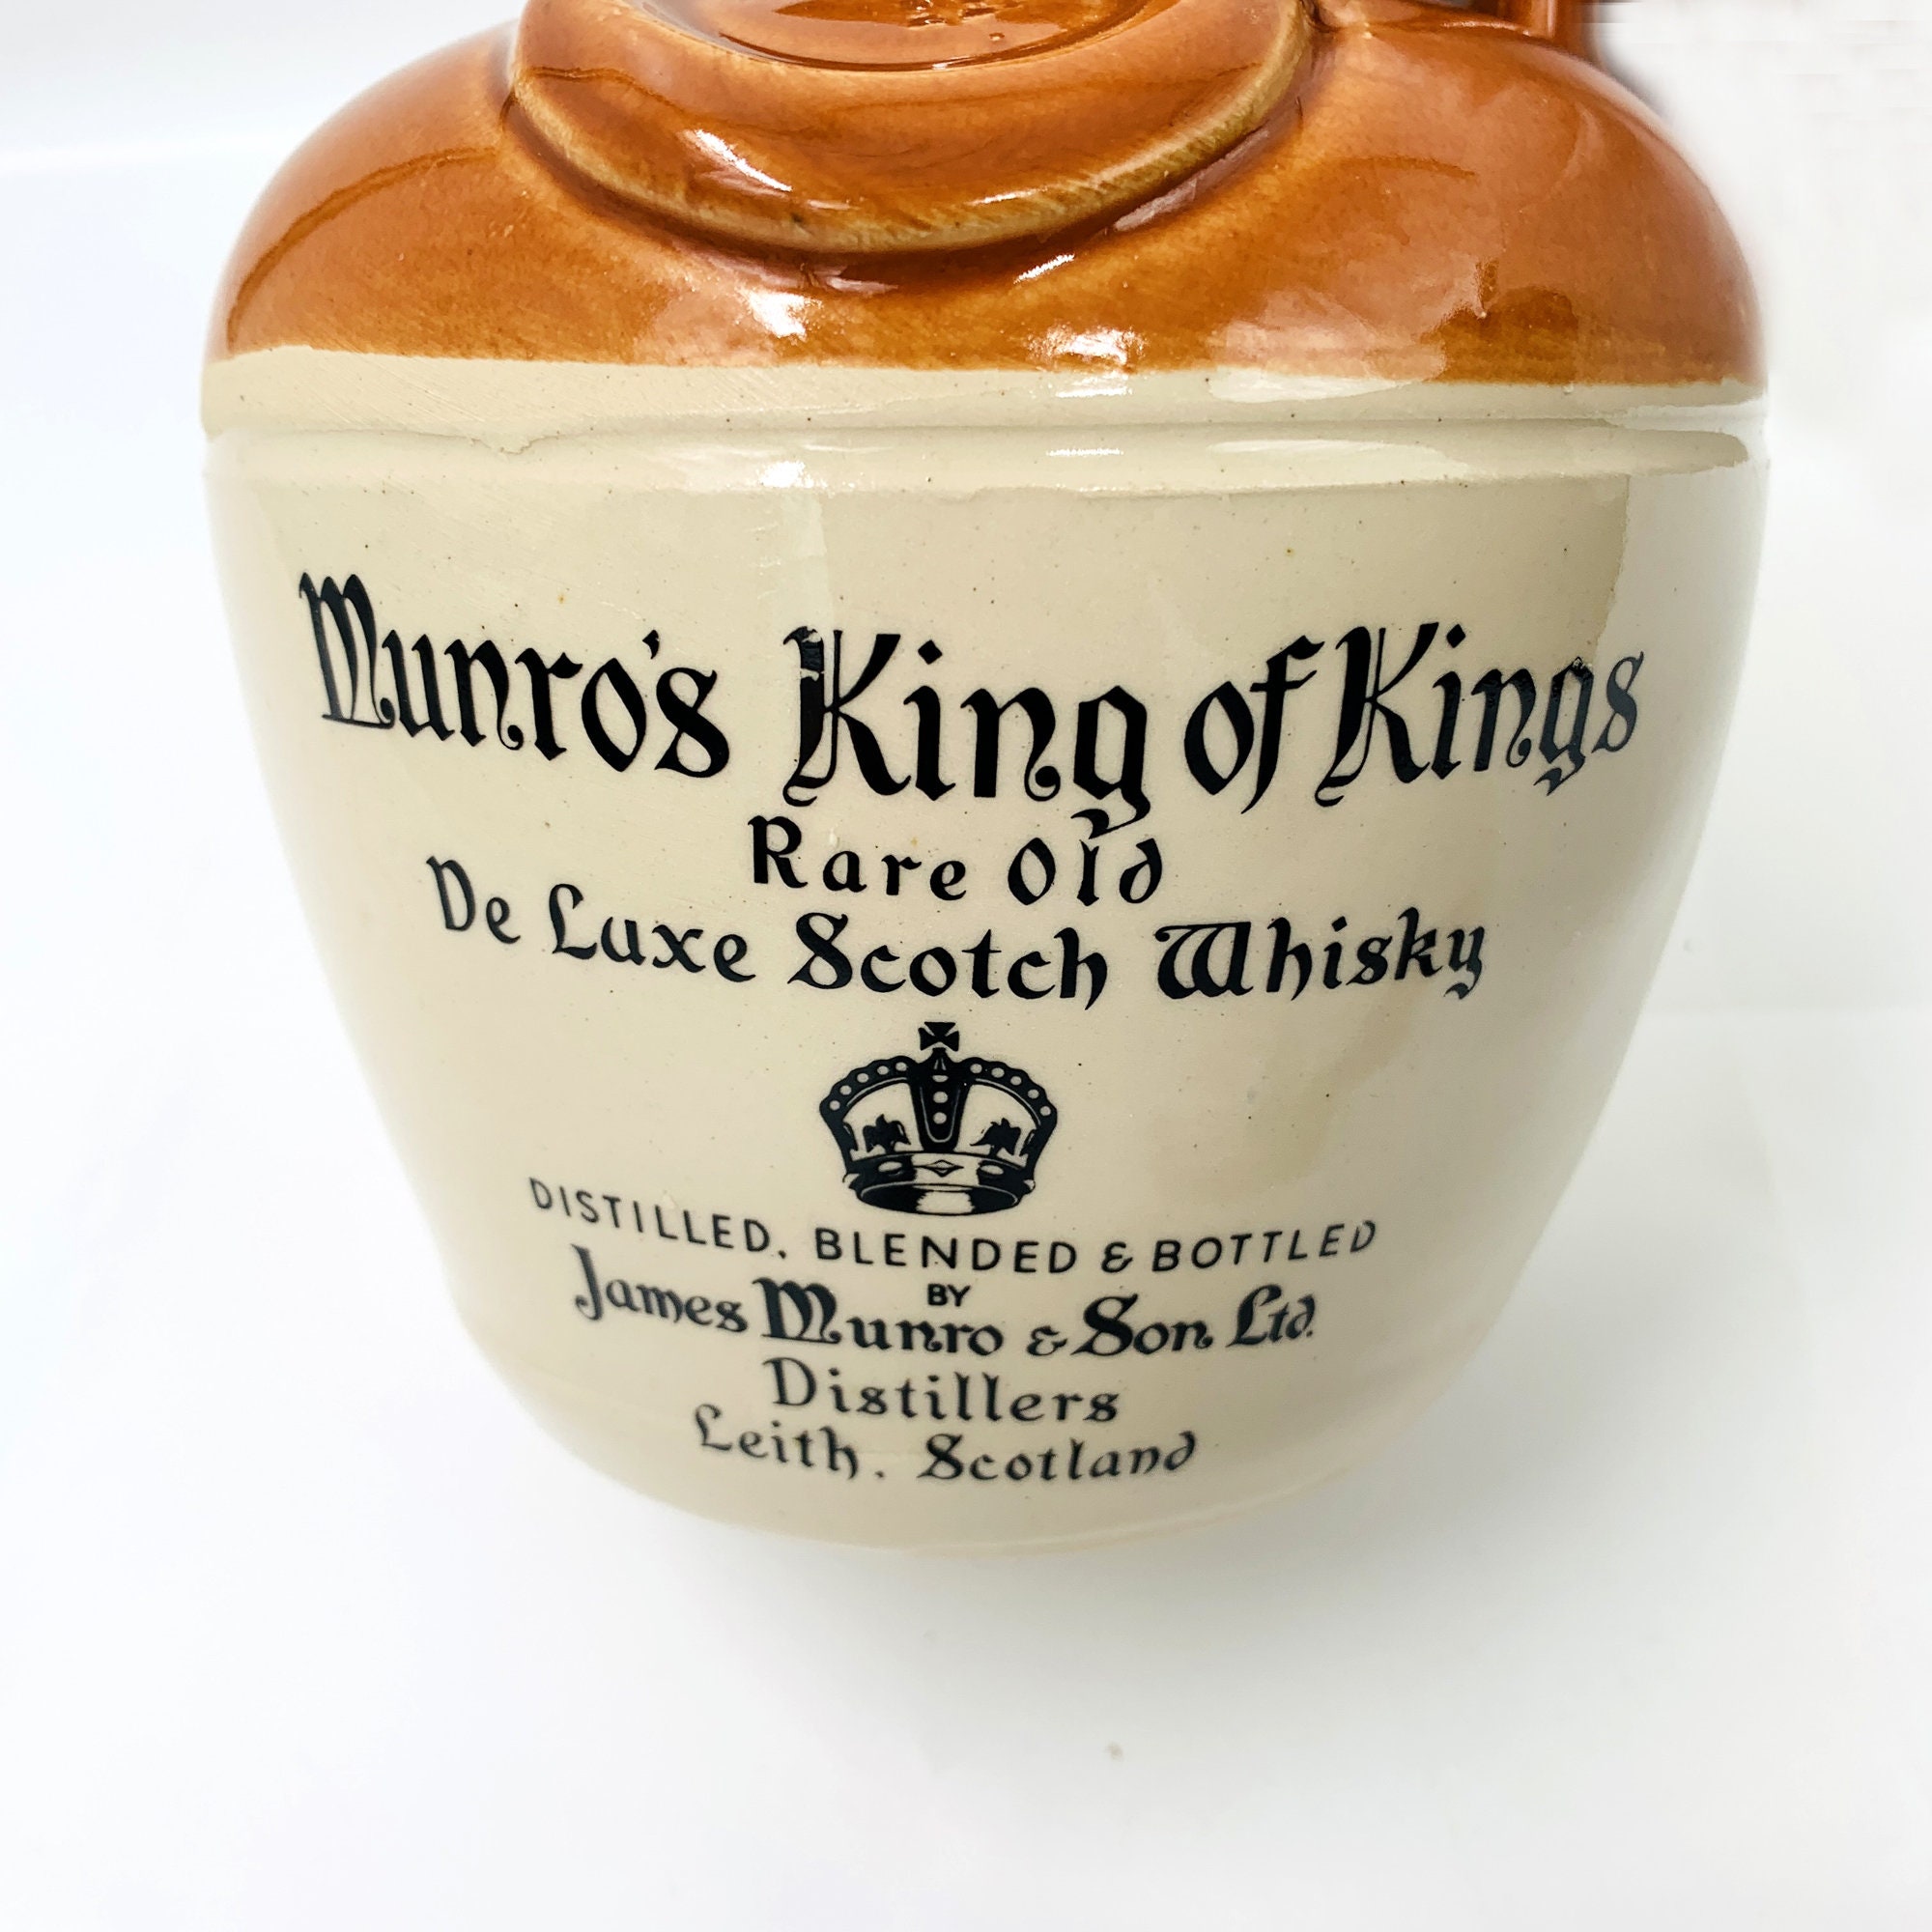 Munro's King of Kings
Rare Old
De Luxe Scotch Whisky
DISTILLED, BLENDED & BOTTLED
BY
James Munro & Son Ltd.
Distillers
Leith. Scotland